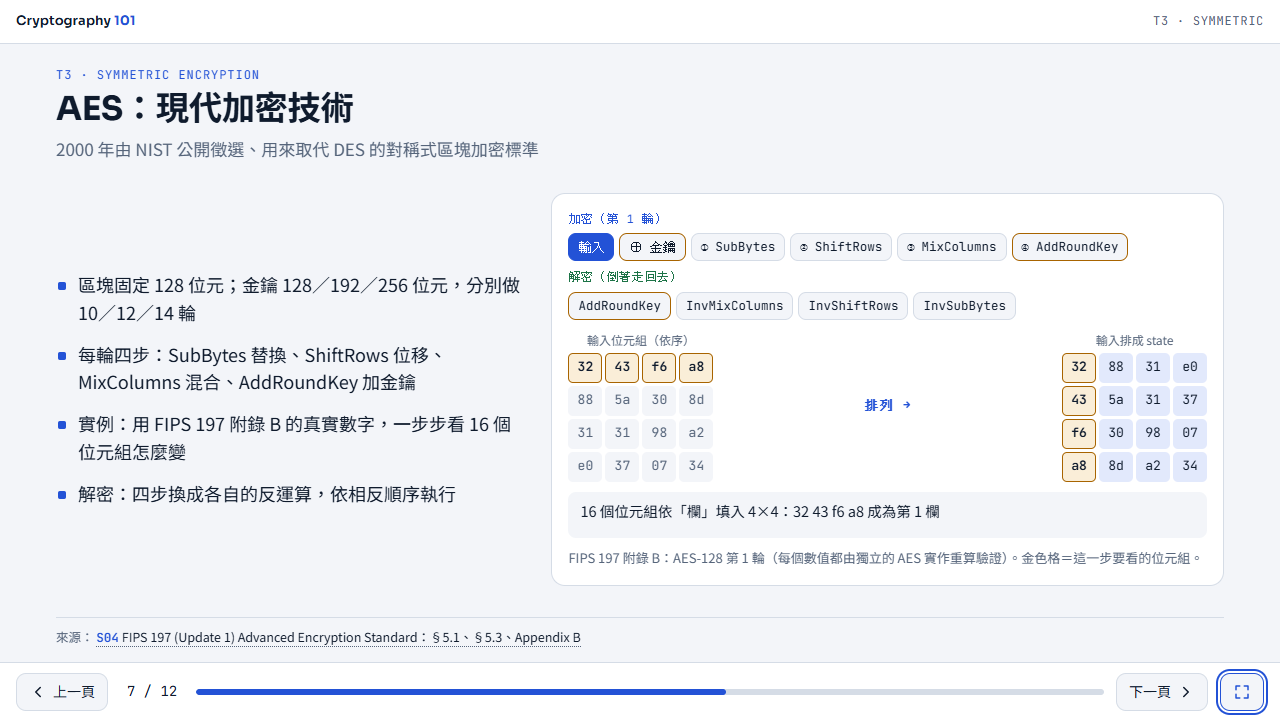 Cryptography 101
T3 · SYMMETRIC
T3 · SYMMETRIC ENCRYPTION
AES：現代加密技術
2000 年由 NIST 公開徵選、用來取代 DES 的對稱式區塊加密標準
區塊固定 128 位元；金鑰 128／192／256 位元，分別做
10／12／14 輪
每輪四步：SubBytes 替換、ShiftRows 位移、
MixColumns 混合、AddRoundKey 加金鑰
實例：用 FIPS 197 附錄 B 的真實數字，一步步看 16 個
位元組怎麼變
解密：四步換成各自的反運算，依相反順序執行
加密（第 1 輪）
輸入 ⊕ 金鑰 ① SubBytes ② ShiftRows ③ MixColumns ④ AddRoundKey
解密（倒著走回去）
AddRoundKey InvMixColumns InvShiftRows InvSubBytes
輸入位元組（依序）
32 43 f6 a8
88 5a 30 8d
31 31 98 a2
e0 37 07 34
排列 →
輸入排成 state
32 88 31 e0
43 5a 31 37
f6 30 98 07
a8 8d a2 34
16 個位元組依「欄」填入 4×4：32 43 f6 a8 成為第 1 欄
FIPS 197 附錄 B：AES-128 第 1 輪（每個數值都由獨立的 AES 實作重算驗證）。金色格＝這一步要看的位元組。
來源： S04 FIPS 197 (Update 1) Advanced Encryption Standard： §5.1、§5.3、Appendix B
上一頁
7 / 12
下一頁